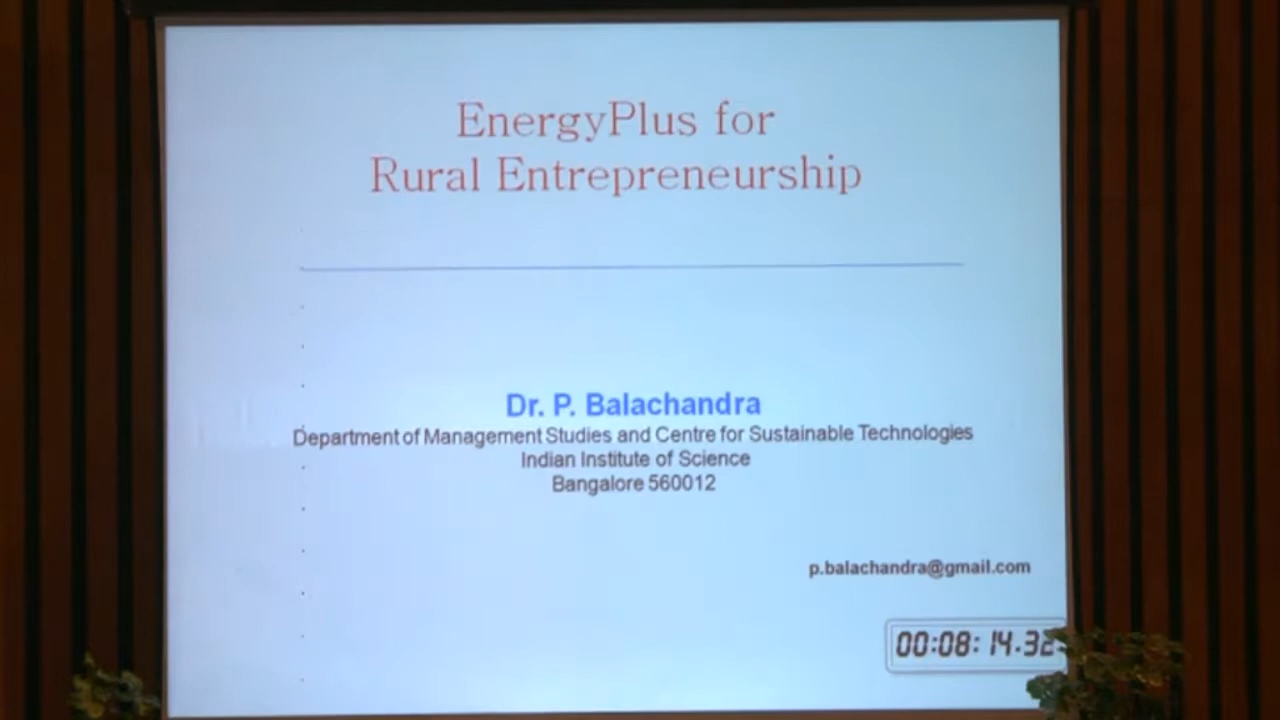 EnergyPlus for
Rural Entrepreneurship
Dr. P. Balachandra
Department of Management Studies and Centre for Sustainable Technologies
Indian Institute of Science
Bangalore 560012
p.balachandra@gmail.com
00:08:14.32